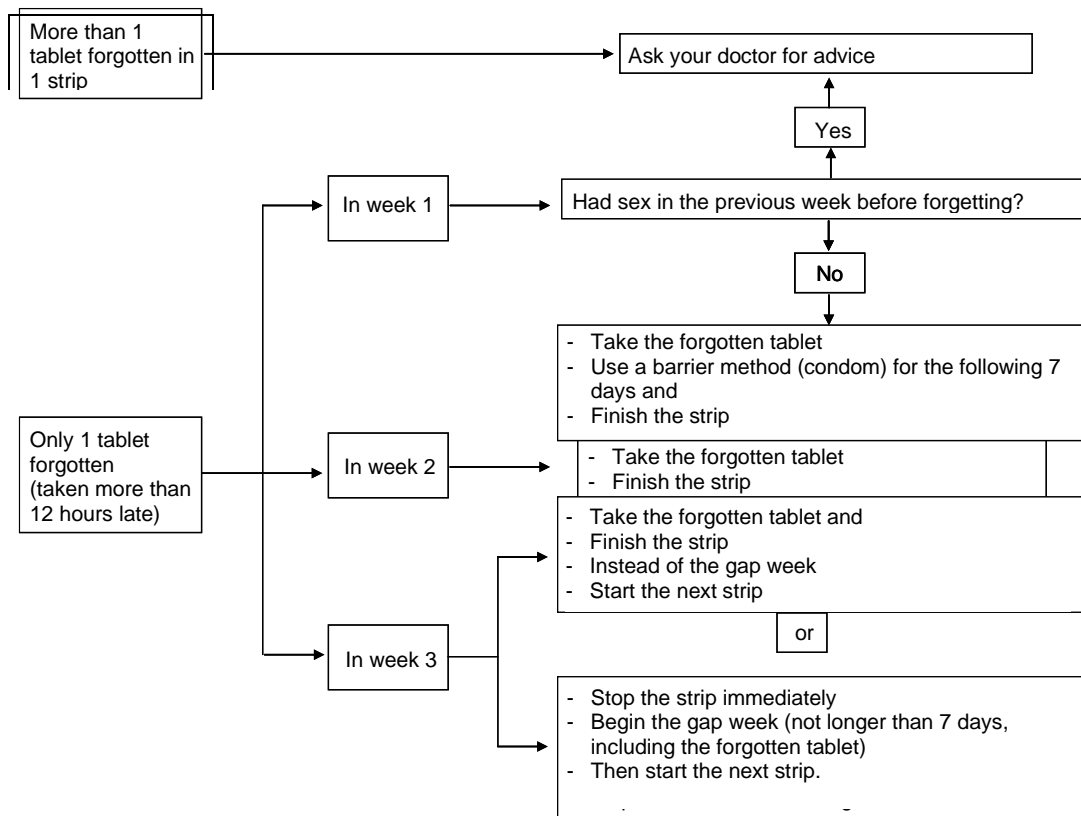 More than 1
tablet forgotten in
1 strip
Ask your doctor for advice
Yes
In week 1
Had sex in the previous week before forgetting?
No
- Take the forgotten tablet
- Use a barrier method (condom) for the following 7
days and
- Finish the strip
Only 1 tablet
forgotten
(taken more than
12 hours late)
In week 2
- Take the forgotten tablet
- Finish the strip
- Take the forgotten tablet and
- Finish the strip
- Instead of the gap week
- Start the next strip
or
In week 3
- Stop the strip immediately
- Begin the gap week (not longer than 7 days,
including the forgotten tablet)
- Then start the next strip.